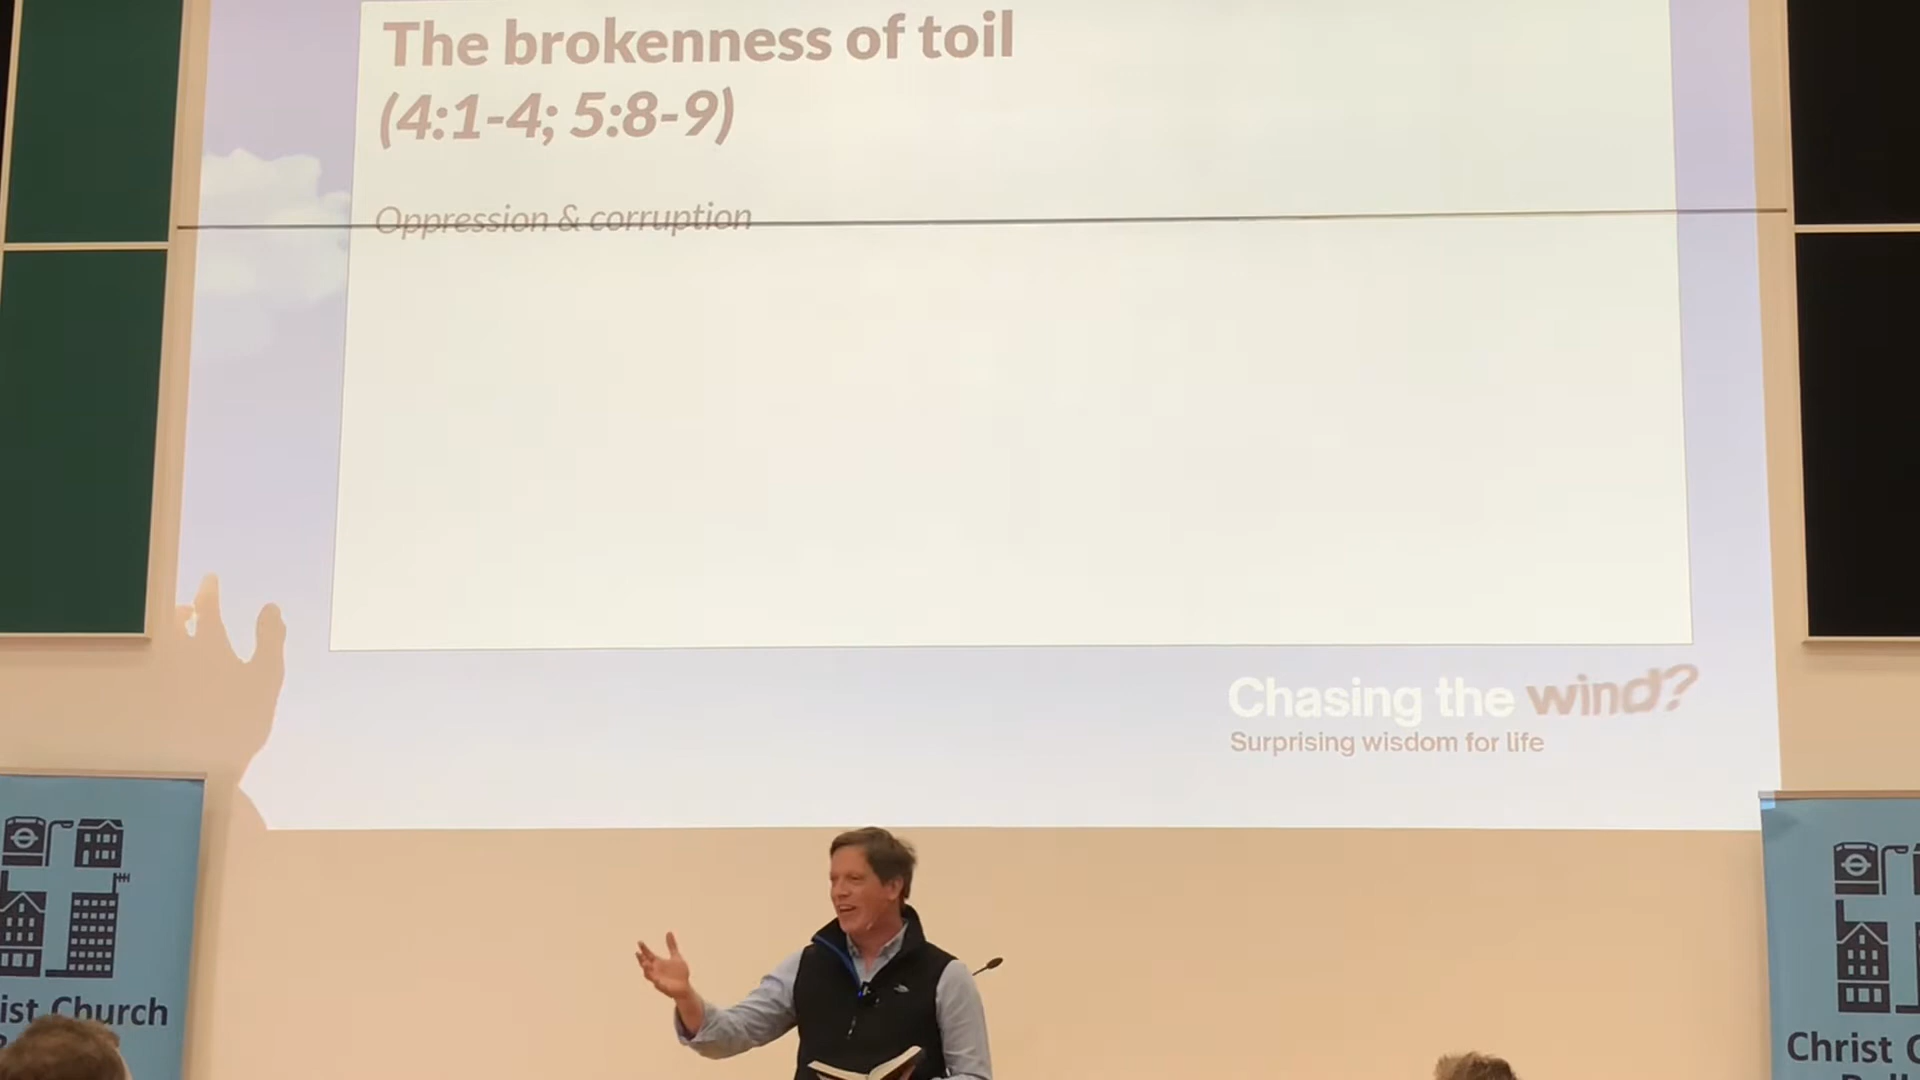 The brokenness of toil
(4:1-4; 5:8-9)
Oppression & corruption
Chasing the wind?
Surprising wisdom for life
ist Church
Christ C